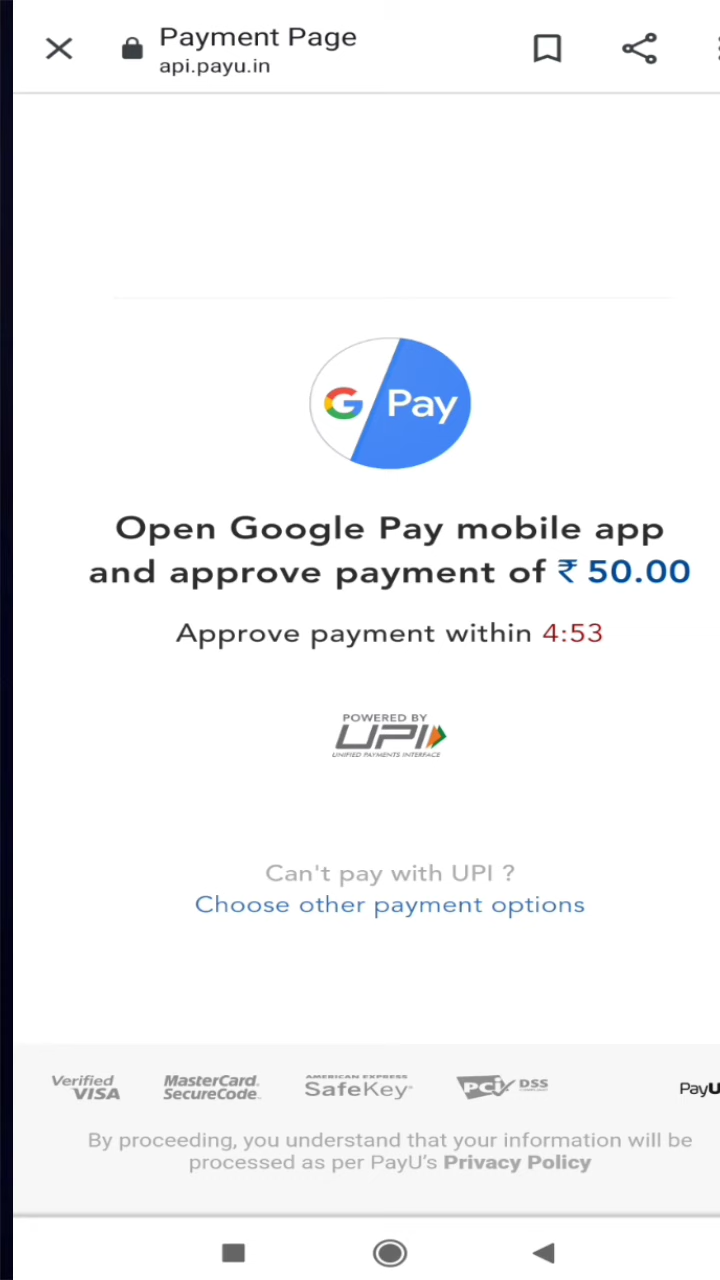 Payment Page
api.payu.in
G Pay
Open Google Pay mobile app
and approve payment of ₹ 50.00
Approve payment within 4:53
POWERED BY
UPI
UNIFIED PAYMENTS INTERFACE
Can't pay with UPI ?
Choose other payment options
Verified VISA
MasterCard. SecureCode.
AMERICAN EXPRESS SafeKey
PCI DSS
PayU
By proceeding, you understand that your information will be
processed as per PayU's Privacy Policy